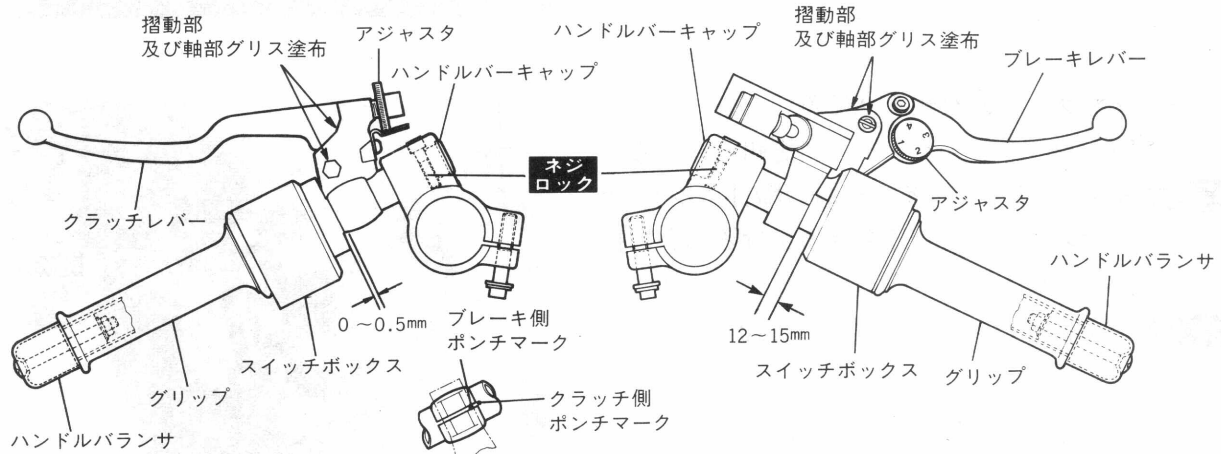 摺動部
及び軸部グリス塗布
アジャスタ
ハンドルバーキャップ
クラッチレバー
ネジ
ロック
0～0.5mm
ブレーキ側
ポンチマーク
クラッチ側
ポンチマーク
スイッチボックス
グリップ
ハンドルバランサ
ハンドルバーキャップ
摺動部
及び軸部グリス塗布
ブレーキレバー
1 2 3 4
アジャスタ
ハンドルバランサ
12～15mm
スイッチボックス
グリップ